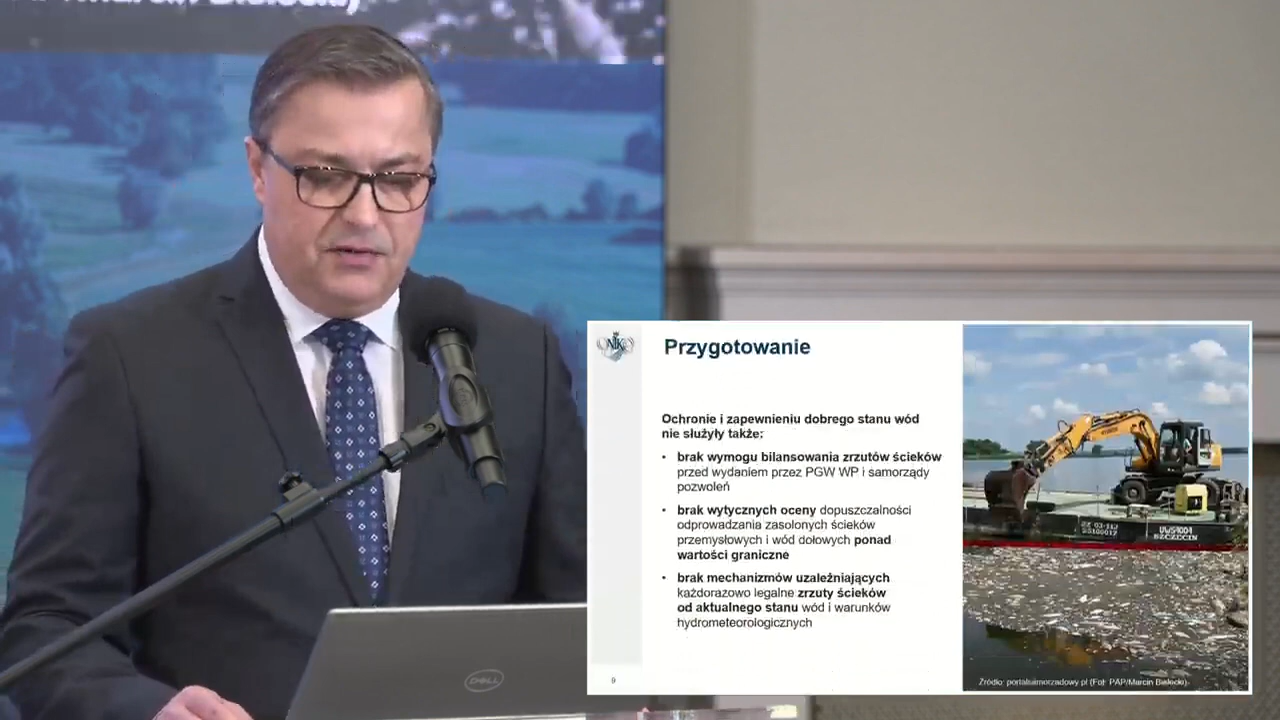 NIK
Przygotowanie
Ochronie i zapewnieniu dobrego stanu wód
nie służyły także:
• brak wymogu bilansowania zrzutów ścieków
przed wydaniem przez PGW WP i samorządy
pozwoleń
• brak wytycznych oceny dopuszczalności
odprowadzania zasolonych ścieków
przemysłowych i wód dołowych ponad
wartości graniczne
• brak mechanizmów uzależniających
każdorazowo legalne zrzuty ścieków
od aktualnego stanu wód i warunków
hydrometeorologicznych
9
SZCZECIN
Źródło: portalsamorzadowy.pl (Fot. PAP/Marcin Bielecki)
DELL